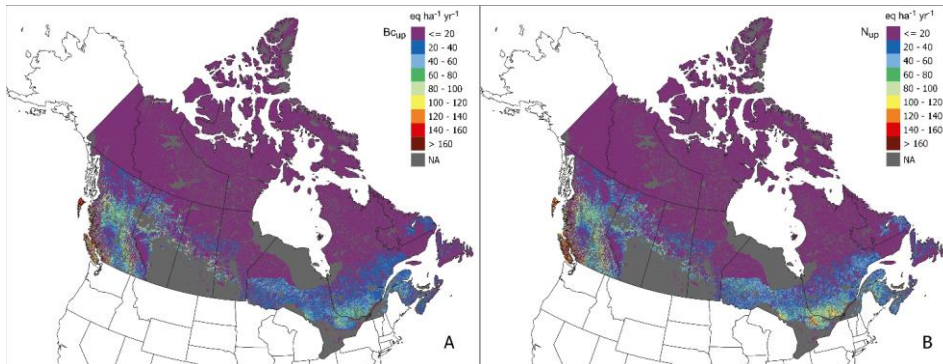 eq ha⁻¹ yr⁻¹
Bc_up
<= 20
20 - 40
40 - 60
60 - 80
80 - 100
100 - 120
120 - 140
140 - 160
> 160
NA
A
eq ha⁻¹ yr⁻¹
N_up
<= 20
20 - 40
40 - 60
60 - 80
80 - 100
100 - 120
120 - 140
140 - 160
> 160
NA
B